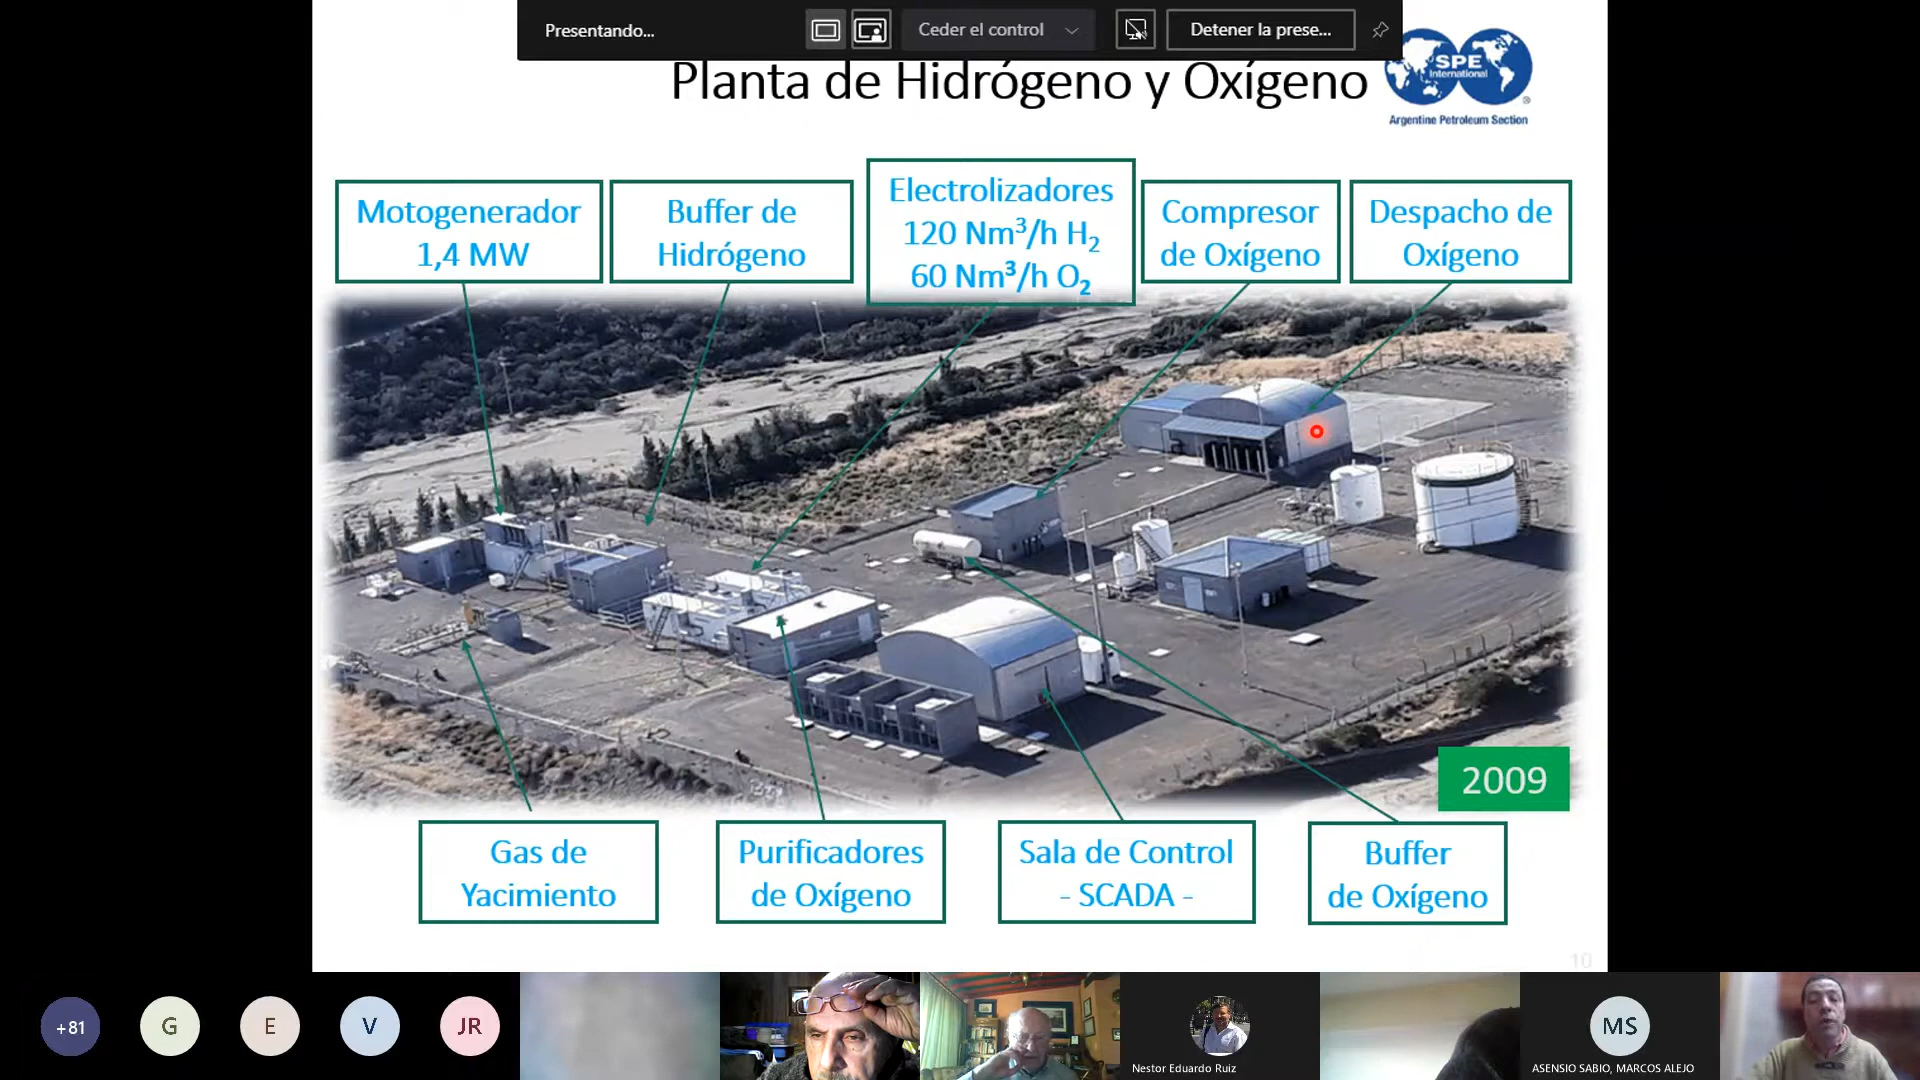 Presentando...
Ceder el control
Detener la prese...
Planta de Hidrógeno y Oxígeno
SPE
International
®
Argentine Petroleum Section
Motogenerador
1,4 MW
Buffer de
Hidrógeno
Electrolizadores
120 Nm³/h H₂
60 Nm³/h O₂
Compresor
de Oxígeno
Despacho de
Oxígeno
2009
Gas de
Yacimiento
Purificadores
de Oxígeno
Sala de Control
- SCADA -
Buffer
de Oxígeno
10
+81
G
E
V
JR
Nestor Eduardo Ruiz
MS
ASENSIO SABIO, MARCOS ALEJO